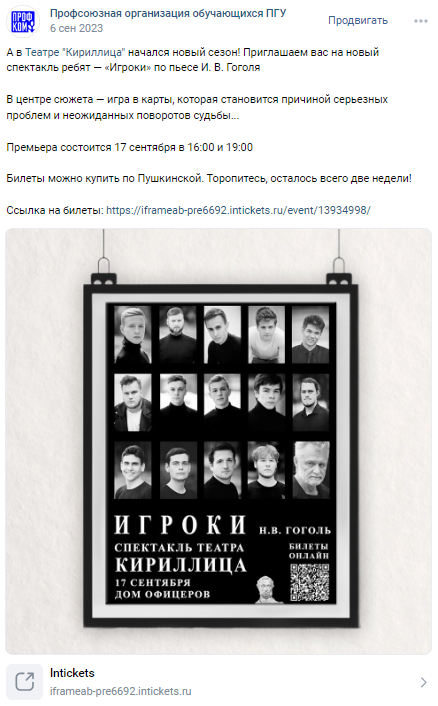 ПРОФ
КОМ
Профсоюзная организация обучающихся ПГУ
6 сен 2023
Продвигать
А в Театре "Кириллица" начался новый сезон! Приглашаем вас на новый
спектакль ребят — «Игроки» по пьесе И. В. Гоголя
В центре сюжета — игра в карты, которая становится причиной серьезных
проблем и неожиданных поворотов судьбы...
Премьера состоится 17 сентября в 16:00 и 19:00
Билеты можно купить по Пушкинской. Торопитесь, осталось всего две недели!
Ссылка на билеты: https://iframeab-pre6692.intickets.ru/event/13934998/
ИГРОКИ
Н.В. ГОГОЛЬ
СПЕКТАКЛЬ ТЕАТРА
КИРИЛЛИЦА
17 СЕНТЯБРЯ
ДОМ ОФИЦЕРОВ
БИЛЕТЫ
ОНЛАЙН
Intickets
iframeab-pre6692.intickets.ru